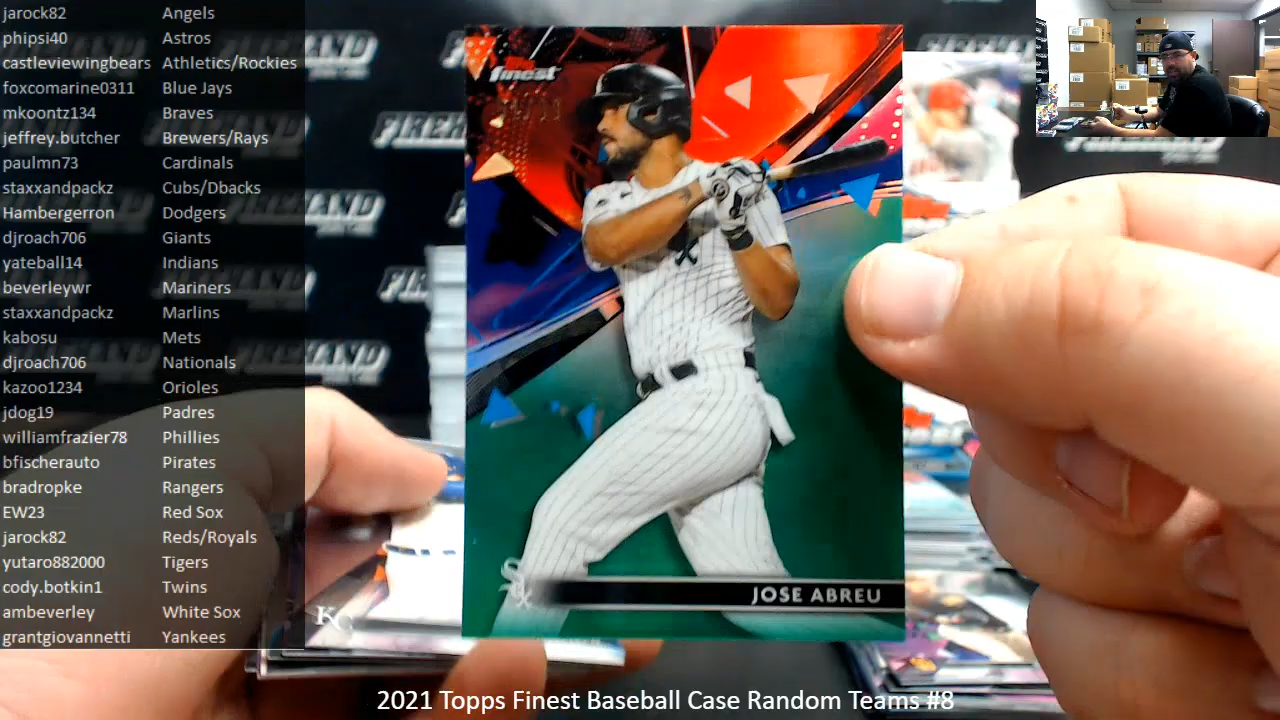 jarock82 Angels
phipsi40 Astros
castleviewingbears Athletics/Rockies
foxcomarine0311 Blue Jays
mkoontz134 Braves
jeffrey.butcher Brewers/Rays
paulmn73 Cardinals
staxxandpackz Cubs/Dbacks
Hambergerron Dodgers
djroach706 Giants
yateball14 Indians
beverleywr Mariners
staxxandpackz Marlins
kabosu Mets
djroach706 Nationals
kazoo1234 Orioles
jdog19 Padres
williamfrazier78 Phillies
bfischerauto Pirates
bradropke Rangers
EW23 Red Sox
jarock82 Reds/Royals
yutaro882000 Tigers
cody.botkin1 Twins
ambeverley White Sox
grantgiovannetti Yankees
finest
Sox
JOSE ABREU
KC
FIREHAND
2021 Topps Finest Baseball Case Random Teams #8